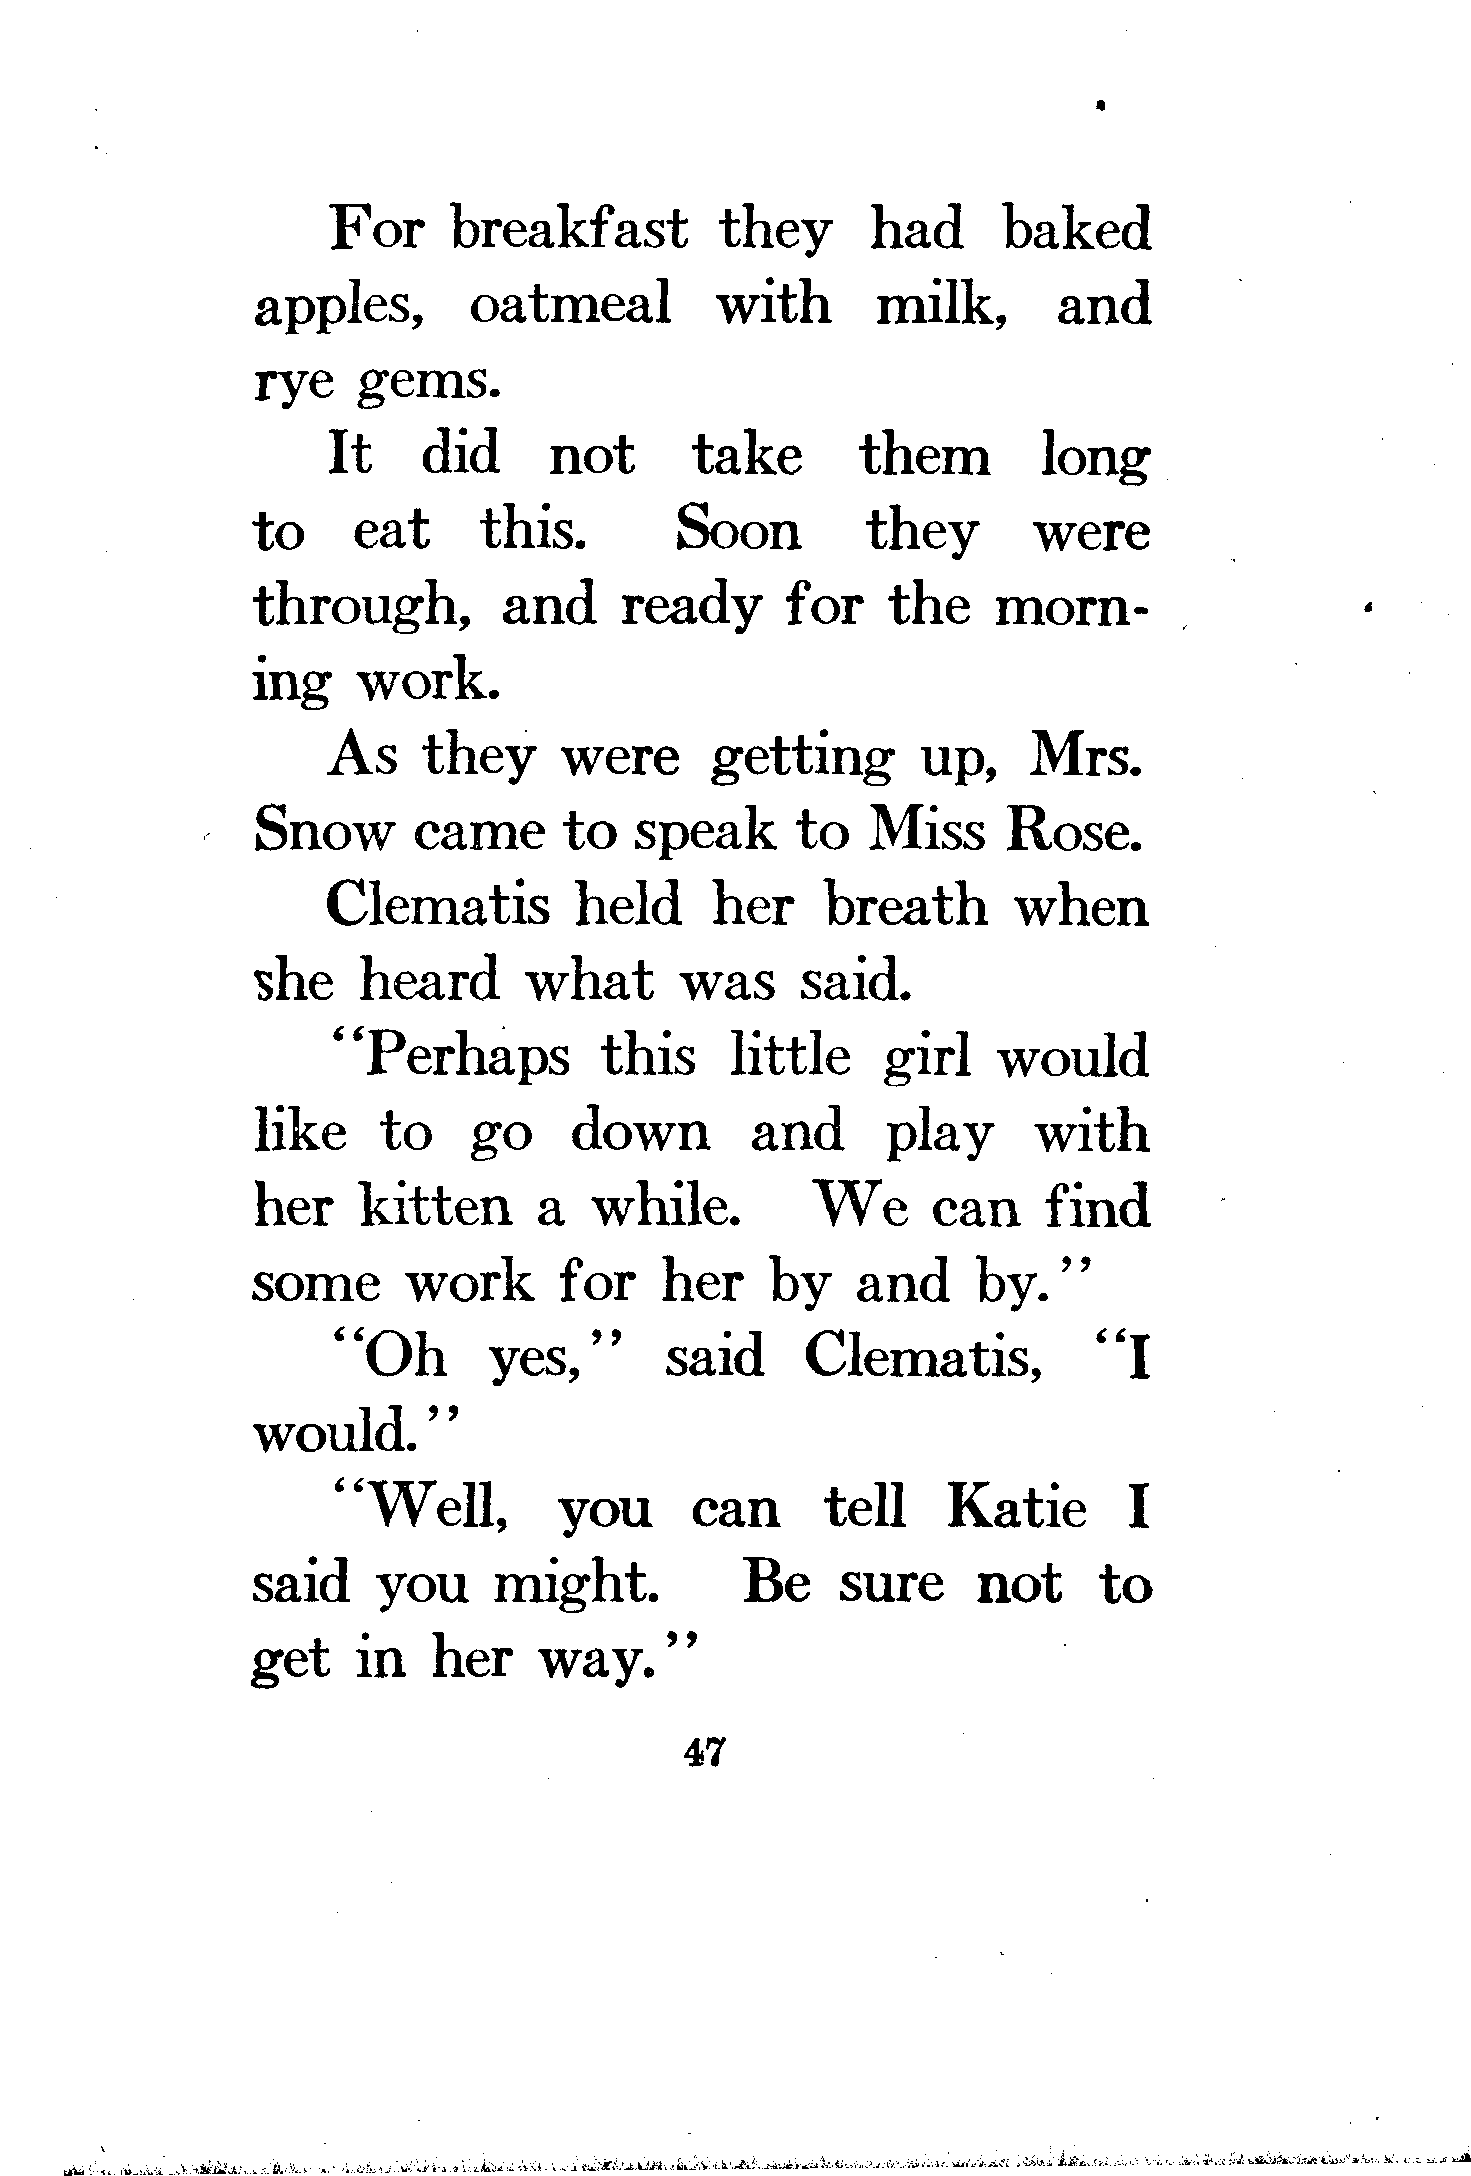 For breakfast they had baked
apples, oatmeal with milk, and
rye gems.
It did not take them long
to eat this. Soon they were
through, and ready for the morn-
ing work.
As they were getting up, Mrs.
Snow came to speak to Miss Rose.
Clematis held her breath when
she heard what was said.
“Perhaps this little girl would
like to go down and play with
her kitten a while. We can find
some work for her by and by.”
“Oh yes,” said Clematis, “I
would.”
“Well, you can tell Katie I
said you might. Be sure not to
get in her way.”
47